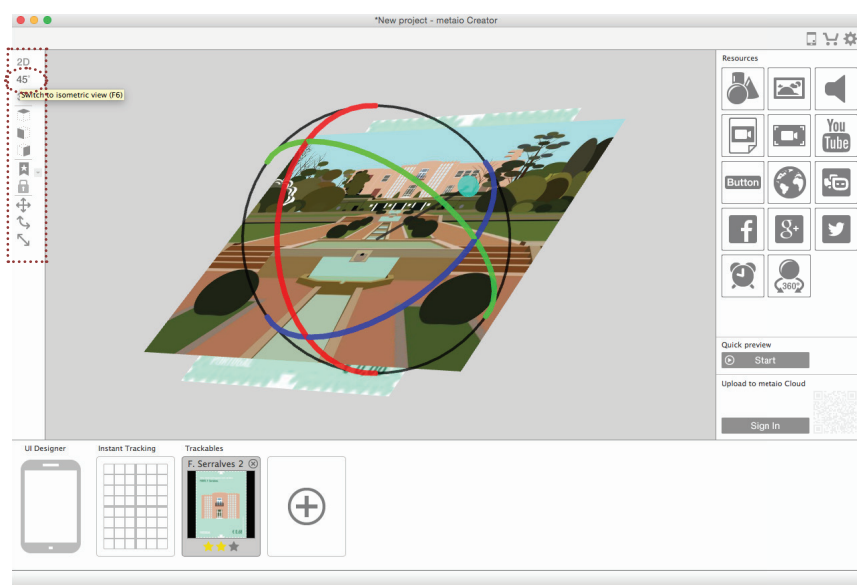 *New project - metaio Creator
2D
45°
Switch to isometric view (F6)
Resources
You
Tube
Button
f
g+
360°
Quick preview
Start
Upload to metaio Cloud
Sign In
UI Designer
Instant Tracking
Trackables
F. Serralves 2